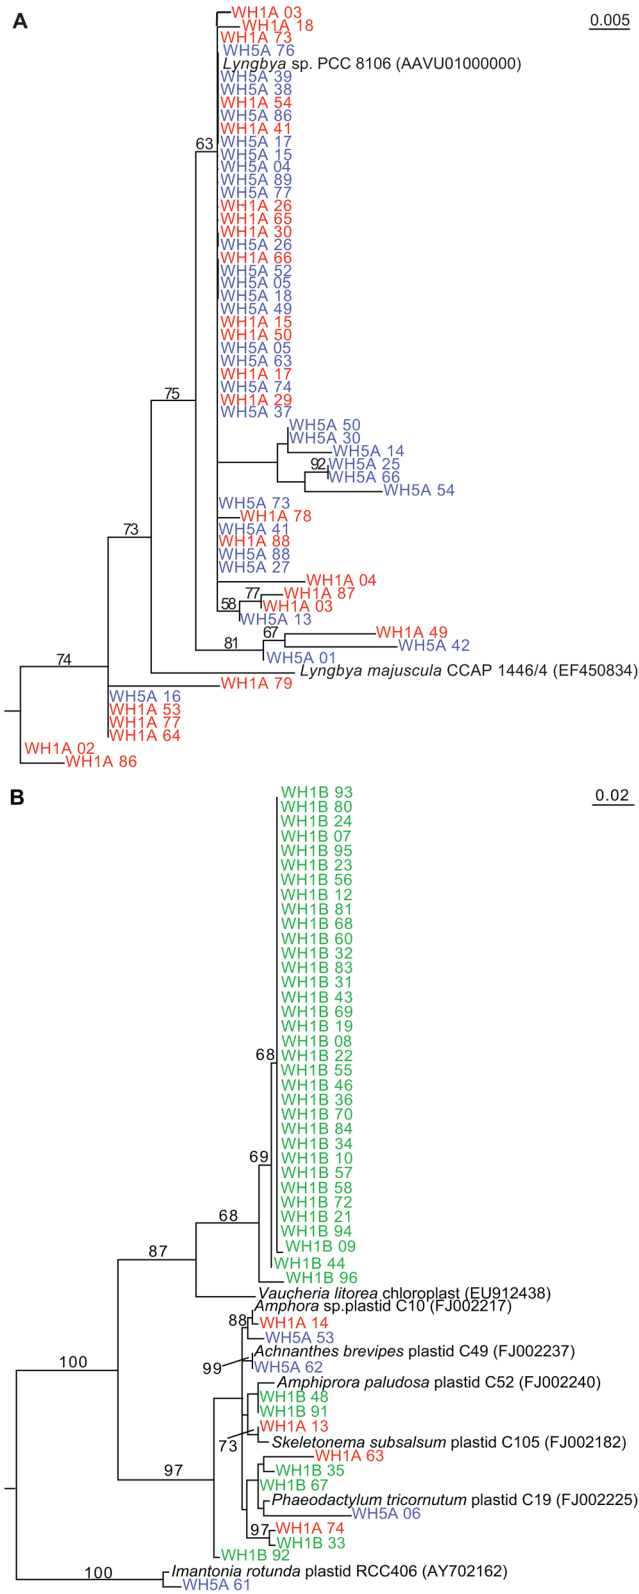 A
0.005
WH1A 03
WH1A 18
WH1A 73
WH5A 76
Lyngbya sp. PCC 8106 (AAVU01000000)
WH5A 39
WH5A 38
WH1A 54
WH5A 86
WH1A 41
63
WH5A 17
WH5A 15
WH5A 04
WH5A 89
WH5A 77
WH1A 26
WH1A 65
WH1A 30
WH5A 26
WH1A 66
WH5A 52
WH5A 05
WH5A 18
WH5A 49
WH1A 15
WH1A 50
WH5A 05
WH5A 63
WH1A 17
WH5A 74
75
WH1A 29
WH5A 37
WH5A 50
WH5A 30
WH5A 14
92
WH5A 25
WH5A 66
WH5A 54
WH5A 73
WH1A 78
73
WH5A 41
WH1A 88
WH5A 88
WH5A 27
WH1A 04
77
WH1A 87
58
WH1A 03
WH5A 13
67
WH1A 49
81
WH5A 42
WH5A 01
74
Lyngbya majuscula CCAP 1446/4 (EF450834)
WH1A 79
WH5A 16
WH1A 53
WH1A 77
WH1A 64
WH1A 02
WH1A 86
B
0.02
WH1B 93
WH1B 80
WH1B 24
WH1B 07
WH1B 95
WH1B 23
WH1B 56
WH1B 12
WH1B 81
WH1B 68
WH1B 60
WH1B 32
WH1B 83
WH1B 31
WH1B 43
WH1B 69
WH1B 19
WH1B 08
68
WH1B 22
WH1B 55
WH1B 46
WH1B 36
WH1B 70
WH1B 84
WH1B 34
69
WH1B 10
WH1B 57
WH1B 58
WH1B 72
68
WH1B 21
WH1B 94
WH1B 09
87
WH1B 44
WH1B 96
Vaucheria litorea chloroplast (EU912438)
Amphora sp.plastid C10 (FJ002217)
88
WH1A 14
WH5A 53
Achnanthes brevipes plastid C49 (FJ002237)
100
99
WH5A 62
Amphiprora paludosa plastid C52 (FJ002240)
WH1B 48
WH1B 91
WH1A 13
73
Skeletonema subsalsum plastid C105 (FJ002182)
WH1A 63
97
WH1B 35
WH1B 67
Phaeodactylum tricornutum plastid C19 (FJ002225)
WH5A 06
97
WH1A 74
WH1B 33
WH1B 92
100
Imantonia rotunda plastid RCC406 (AY702162)
WH5A 61